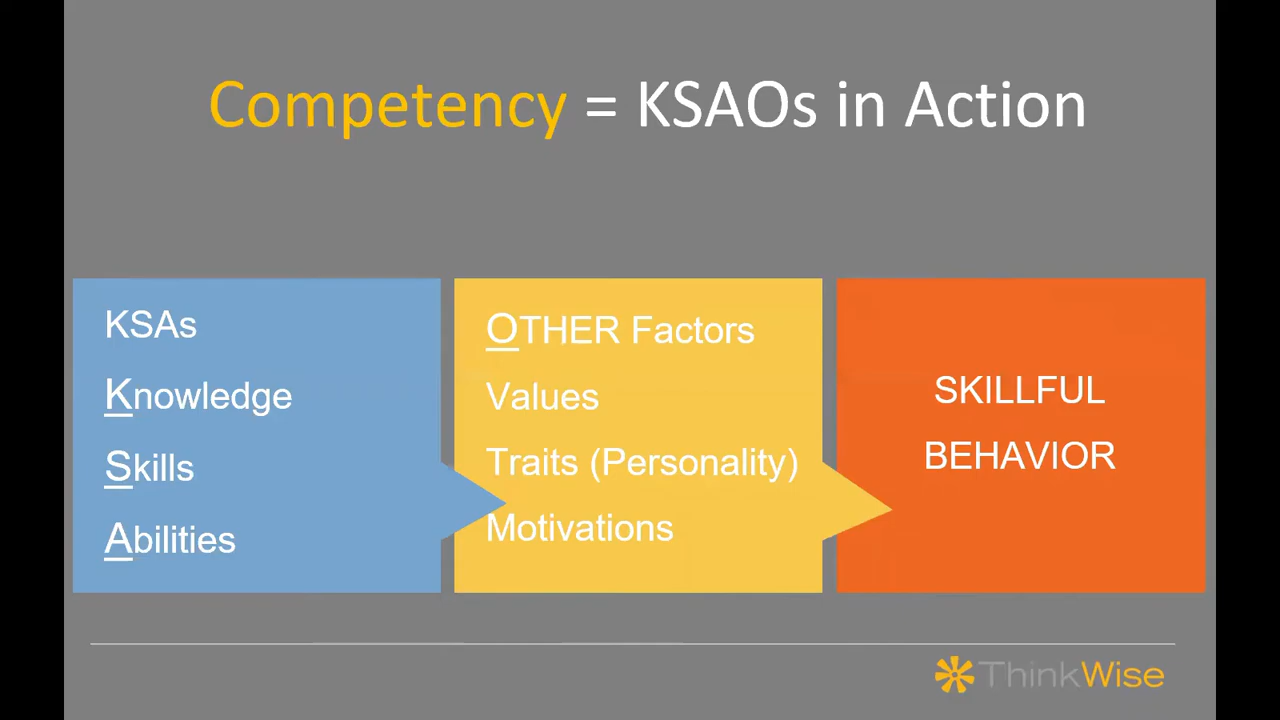 Competency = KSAOs in Action
KSAs
Knowledge
Skills
Abilities
OTHER Factors
Values
Traits (Personality)
Motivations
SKILLFUL
BEHAVIOR
ThinkWise